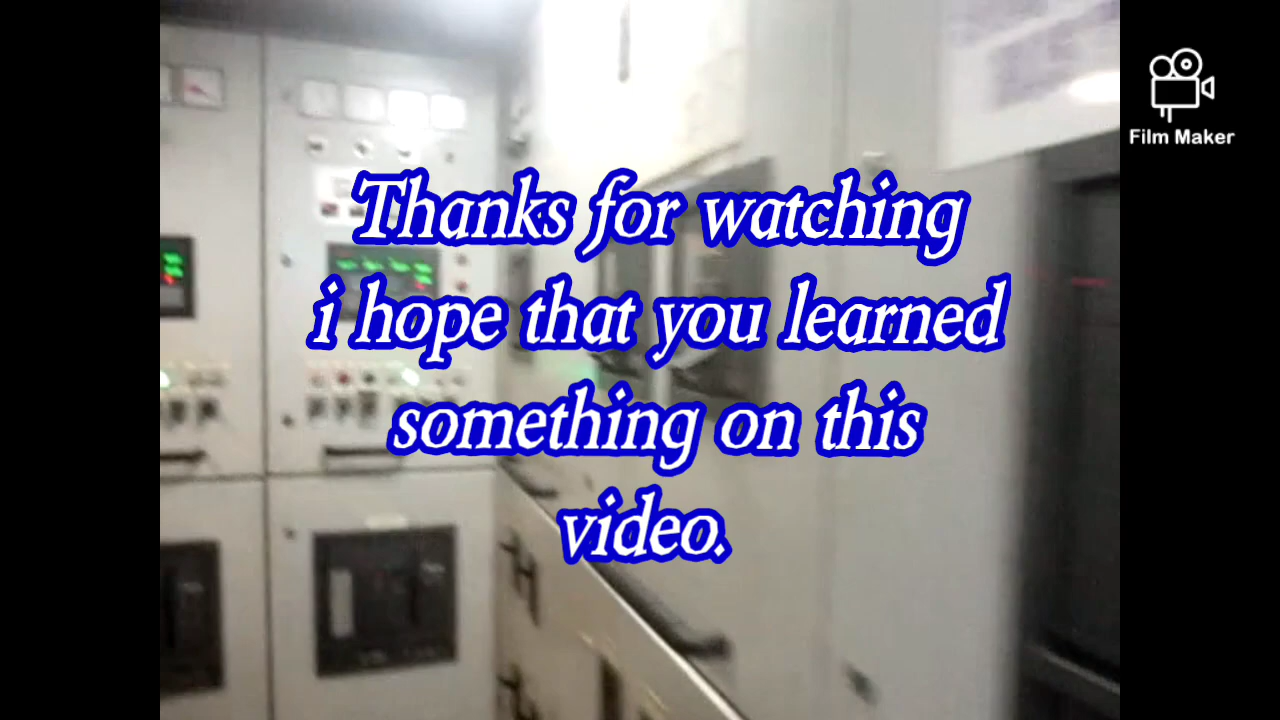 Film Maker
Thanks for watching
i hope that you learned
something on this
video.